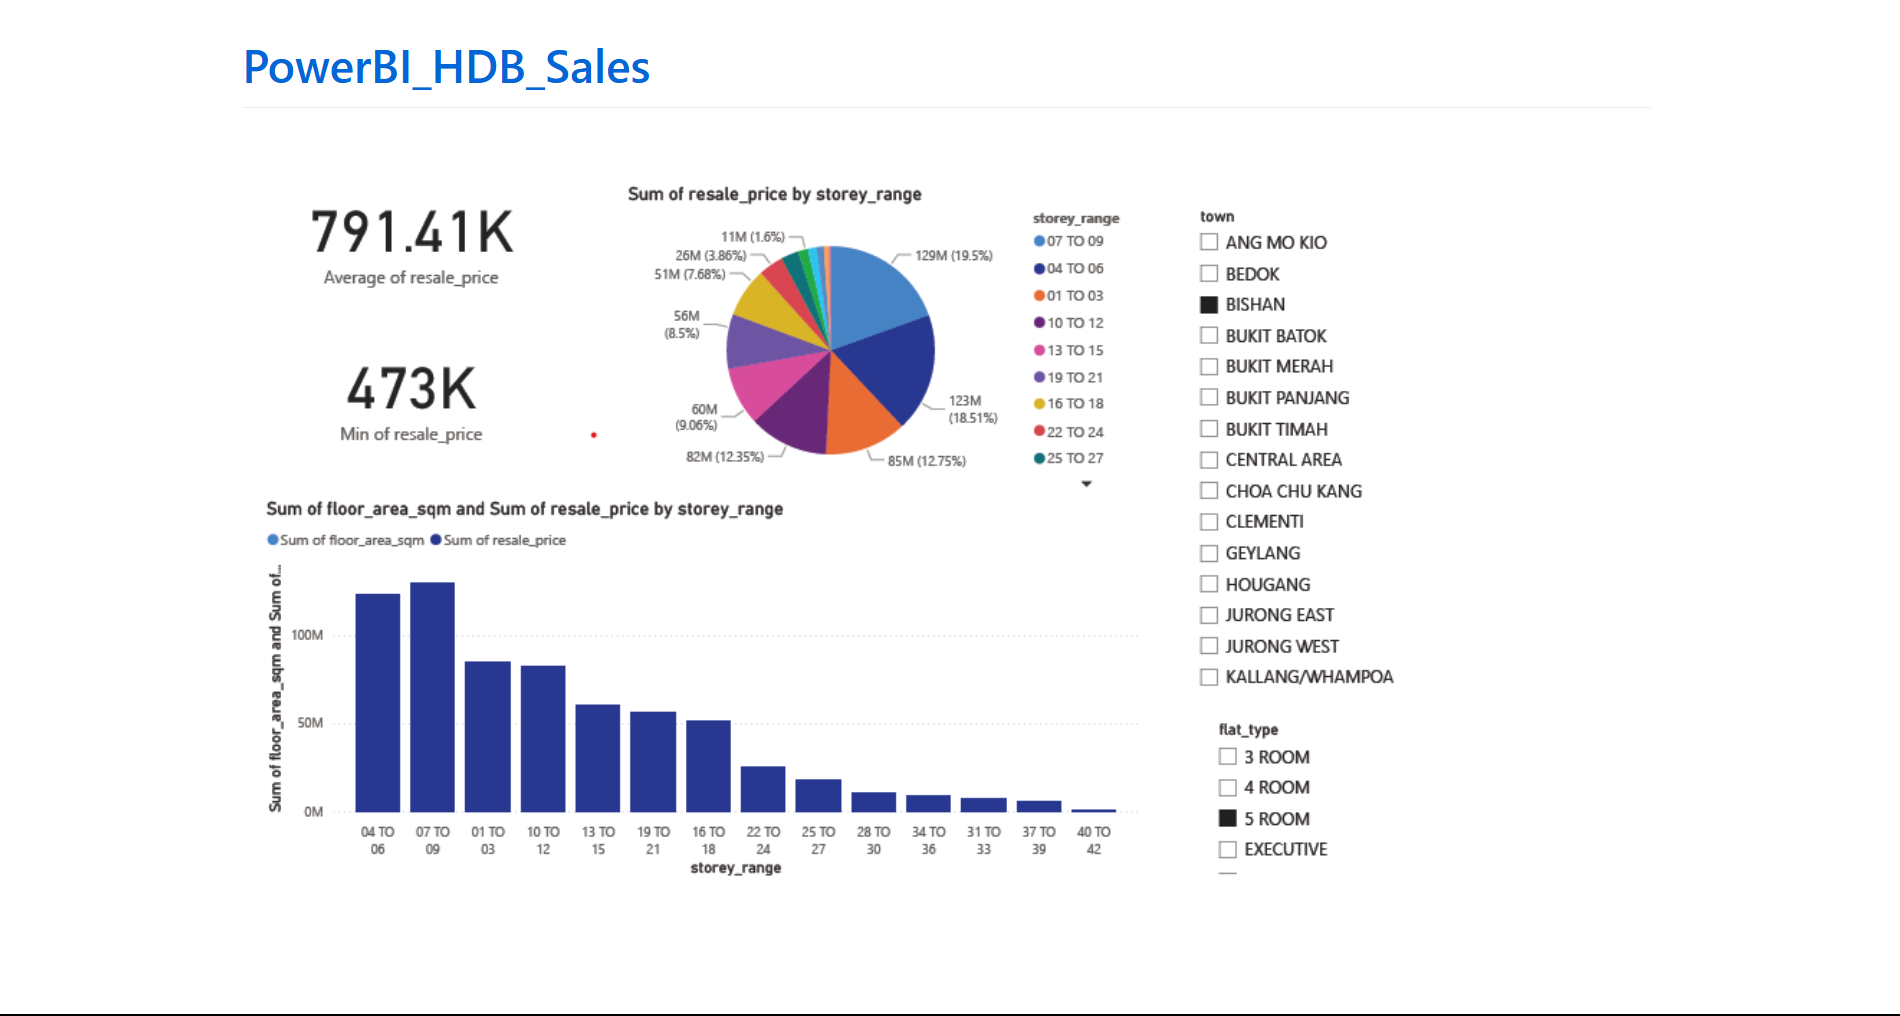 PowerBI_HDB_Sales
791.41K
Average of resale_price
473K
Min of resale_price
Sum of resale_price by storey_range
11M (1.6%)
26M (3.86%)
51M (7.68%)
56M
(8.5%)
60M
(9.06%)
82M (12.35%)
129M (19.5%)
123M
(18.51%)
85M (12.75%)
storey_range
07 TO 09
04 TO 06
01 TO 03
10 TO 12
13 TO 15
19 TO 21
16 TO 18
22 TO 24
25 TO 27
Sum of floor_area_sqm and Sum of resale_price by storey_range
Sum of floor_area_sqm Sum of resale_price
Sum of floor_area_sqm and Sum of...
100M
50M
0M
04 TO
06
07 TO
09
01 TO
03
10 TO
12
13 TO
15
19 TO
21
16 TO
18
22 TO
24
25 TO
27
28 TO
30
34 TO
36
31 TO
33
37 TO
39
40 TO
42
storey_range
town
ANG MO KIO
BEDOK
BISHAN
BUKIT BATOK
BUKIT MERAH
BUKIT PANJANG
BUKIT TIMAH
CENTRAL AREA
CHOA CHU KANG
CLEMENTI
GEYLANG
HOUGANG
JURONG EAST
JURONG WEST
KALLANG/WHAMPOA
flat_type
3 ROOM
4 ROOM
5 ROOM
EXECUTIVE